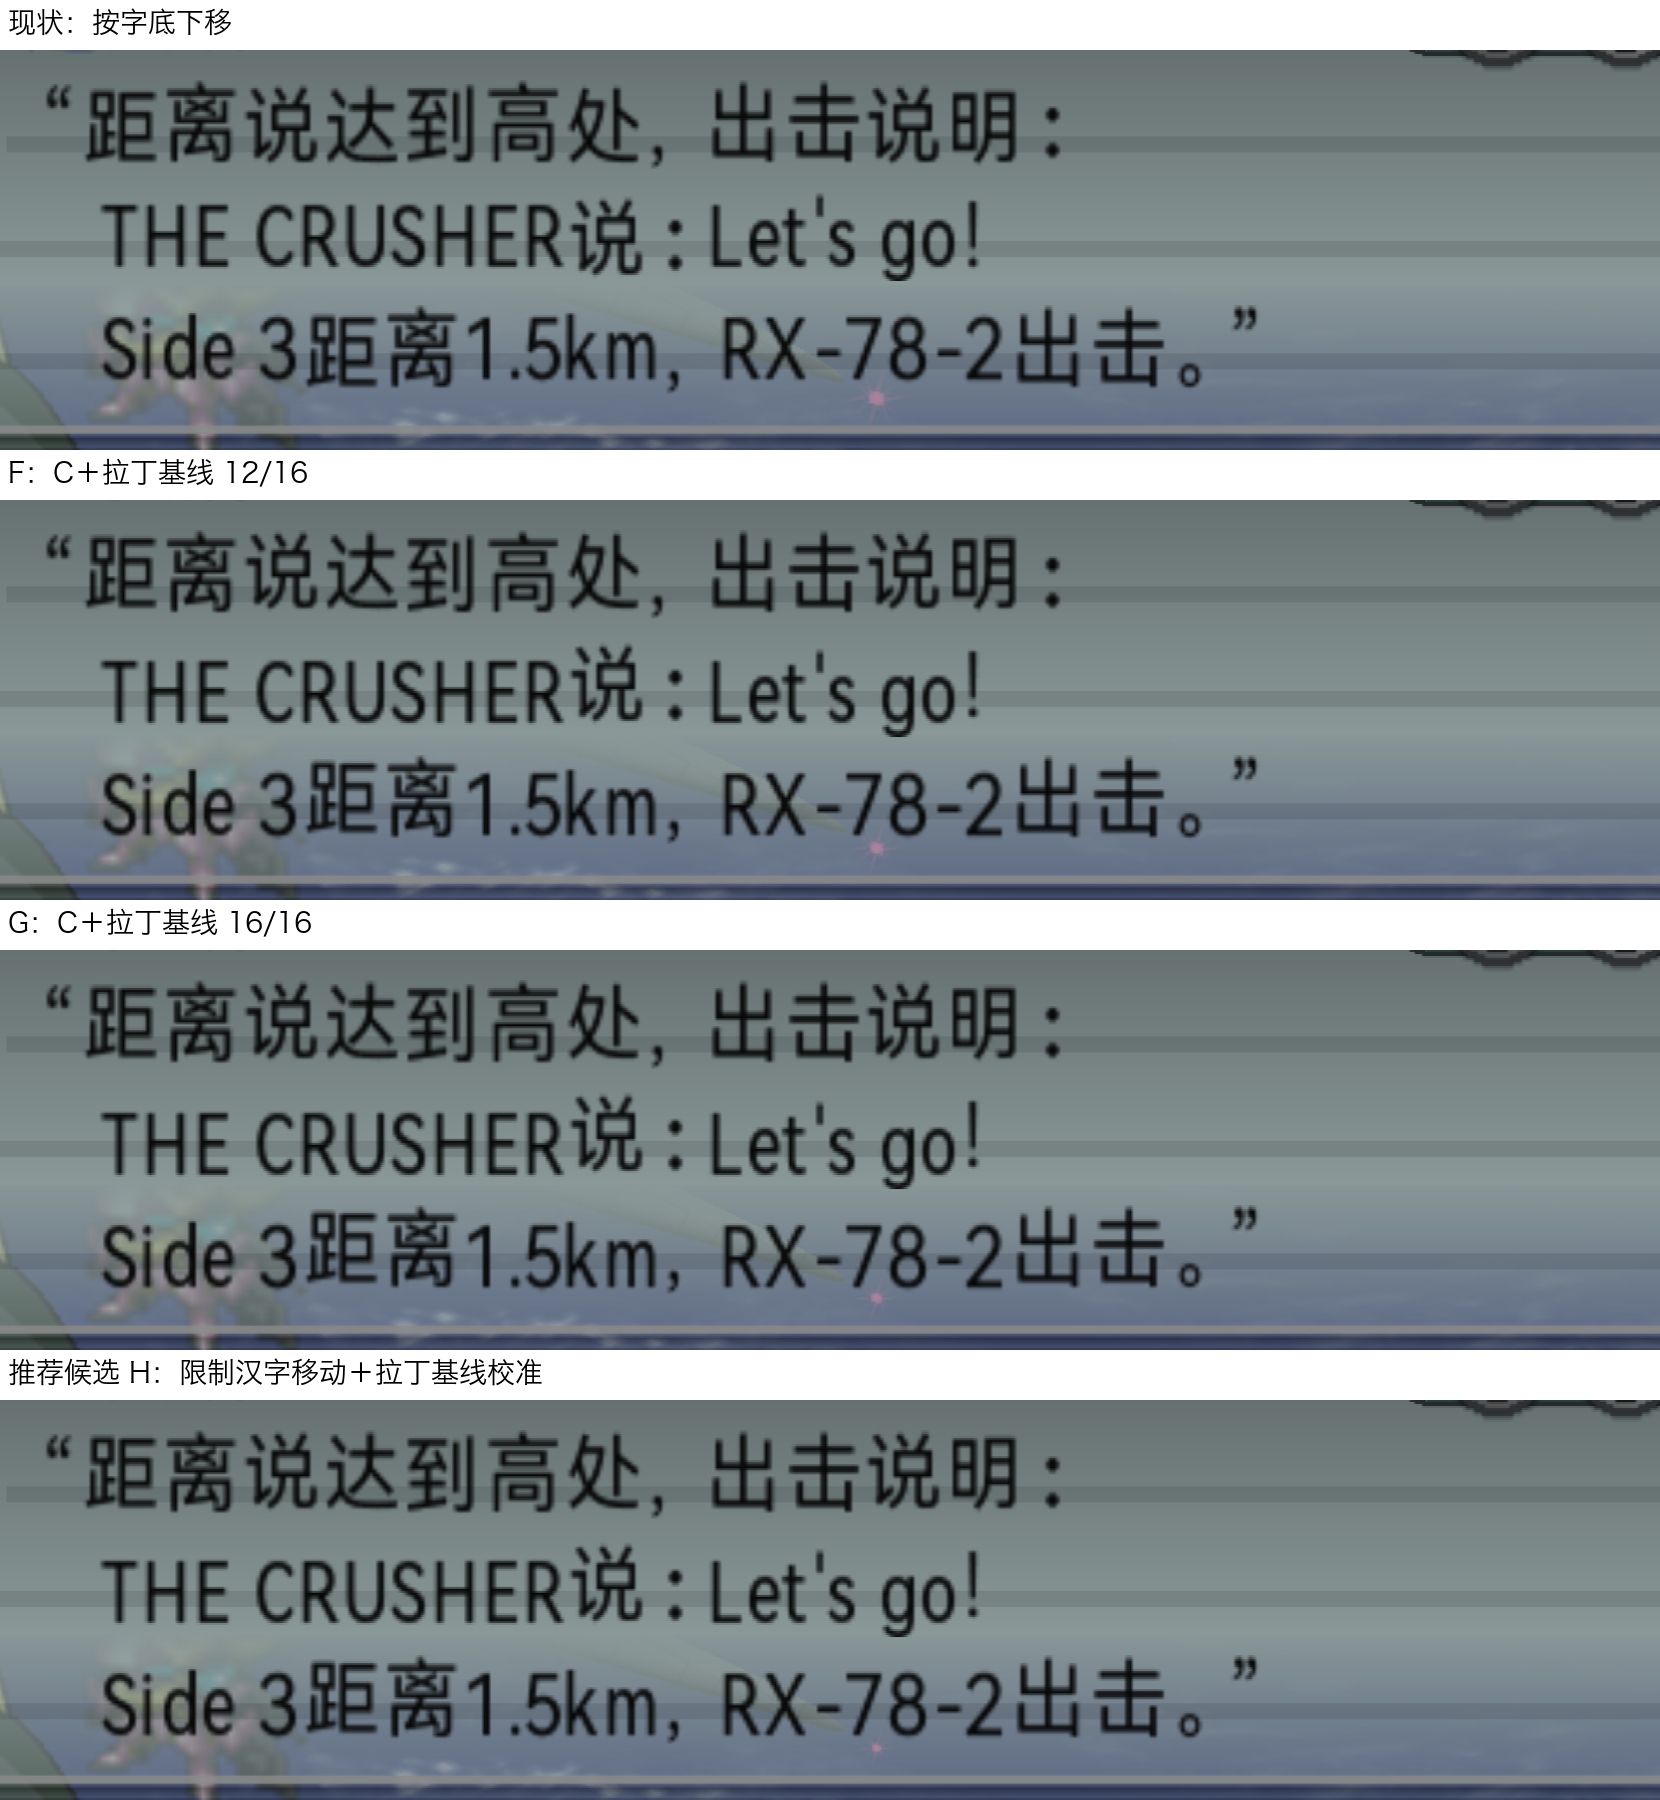 现状：按字底下移
“距离说达到高处，出击说明：
THE CRUSHER说：Let's go!
Side 3距离1.5km，RX-78-2出击。”
F：C＋拉丁基线 12/16
“距离说达到高处，出击说明：
THE CRUSHER说：Let's go!
Side 3距离1.5km，RX-78-2出击。”
G：C＋拉丁基线 16/16
“距离说达到高处，出击说明：
THE CRUSHER说：Let's go!
Side 3距离1.5km，RX-78-2出击。”
推荐候选 H：限制汉字移动＋拉丁基线校准
“距离说达到高处，出击说明：
THE CRUSHER说：Let's go!
Side 3距离1.5km，RX-78-2出击。”